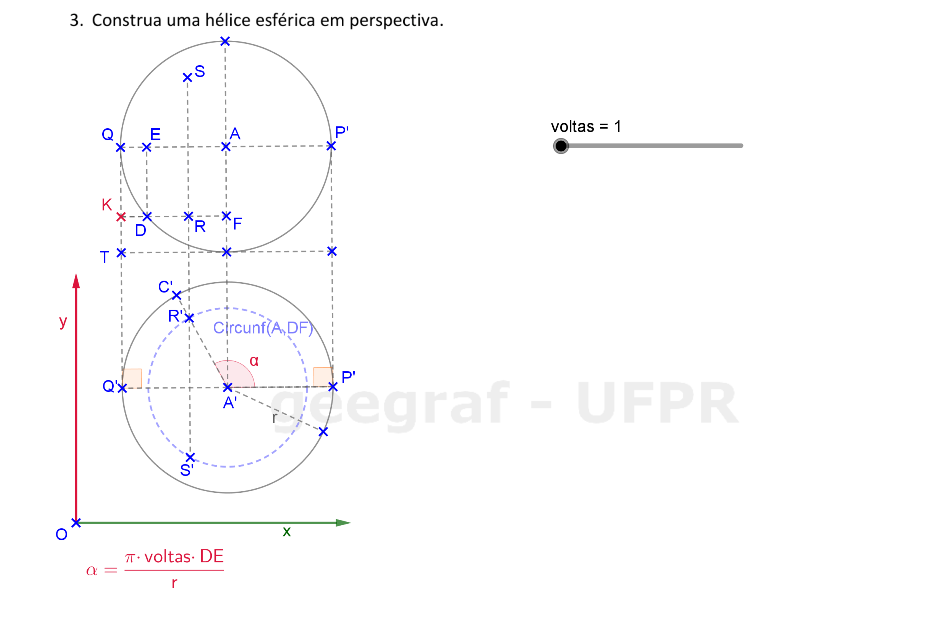 3. Construa uma hélice esférica em perspectiva.
S
voltas = 1
Q E A P'
K
D R F
T
C'
y R' Circunf(A,DF)
α
Q' P'
A'
geegraf - UFPR
r
S'
O x
α = π· voltas· DE / r